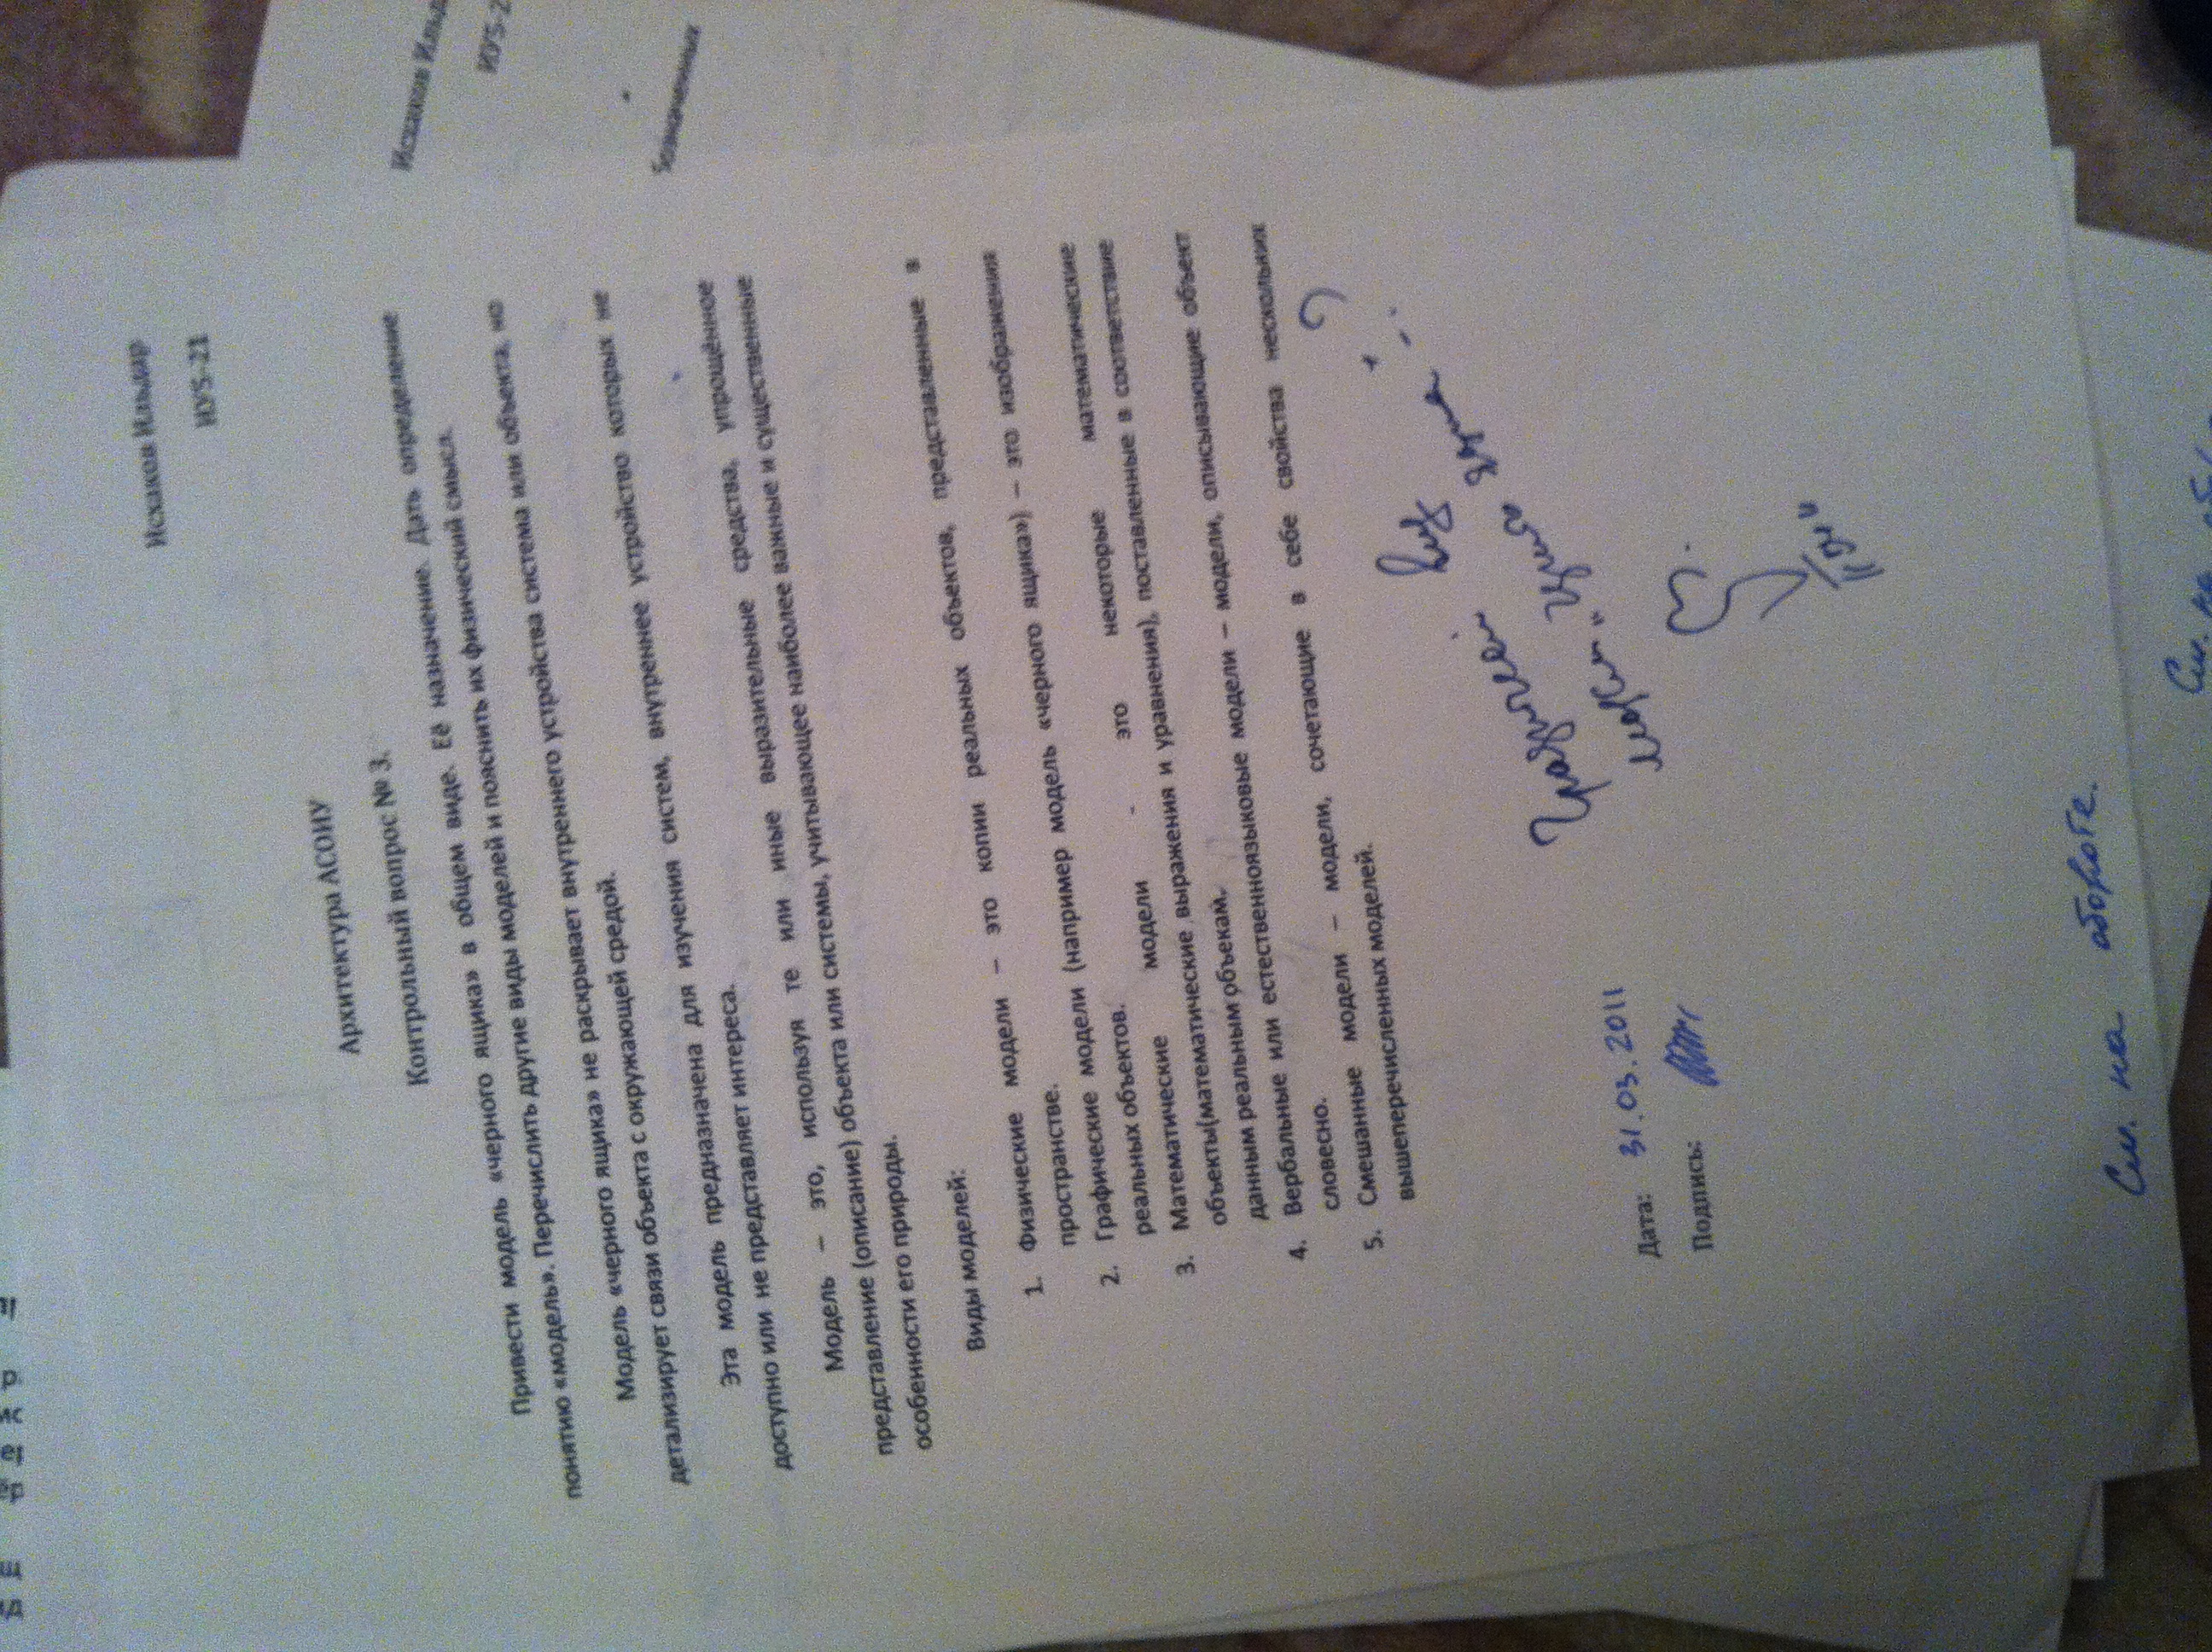 Исхаков Ильдар
ИУ5-21
Архитектура АСОИУ
Контрольный вопрос № 3.
Привести модель «черного ящика» в общем виде. Её назначение. Дать определение
понятию «модель». Перечислить другие виды моделей и пояснить их физический смысл.
Модель «черного ящика» не раскрывает внутреннего устройства система или объекта, но
детализирует связи объекта с окружающей средой.
Эта модель предназначена для изучения систем, внутреннее устройство которых не
доступно или не представляет интереса.
Модель – это, используя те или иные выразительные средства, упрощённое
представление (описание) объекта или системы, учитывающее наиболее важные и существенные
особенности его природы.
Виды моделей:
1. Физические модели – это копии реальных объектов, представленные в
пространстве.
2. Графические модели (например модель «черного ящика») – это изображения
реальных объектов.
3. Математические модели - это некоторые математические
объекты(математические выражения и уравнения), поставленные в соответствие
данным реальным объекам.
4. Вербальные или естественноязыковые модели – модели, описывающие объект
словесно.
5. Смешанные модели – модели, сочетающие в себе свойства нескольких
вышеперечисленных моделей.
Графический вид
модели "черного ящика" - ?
Дата: 31.03.2011
Подпись:
См. на обороте.
Исхаков Ильд
ИУ5-2
См. на